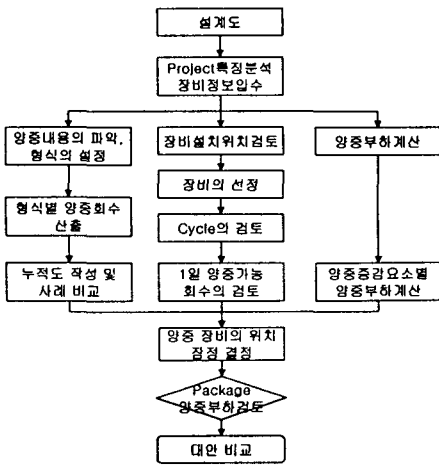 설계도
Project특징분석
장비정보입수
양중내용의 파악,
형식의 설정
장비설치위치검토
양중부하계산
장비의 선정
형식별 양중회수
산출
Cycle의 검토
누적도 작성 및
사례 비교
1일 양중가능
회수의 검토
양중증감요소별
양중부하계산
양중 장비의 위치
잠정 결정
Package
양중부하검토
대안 비교